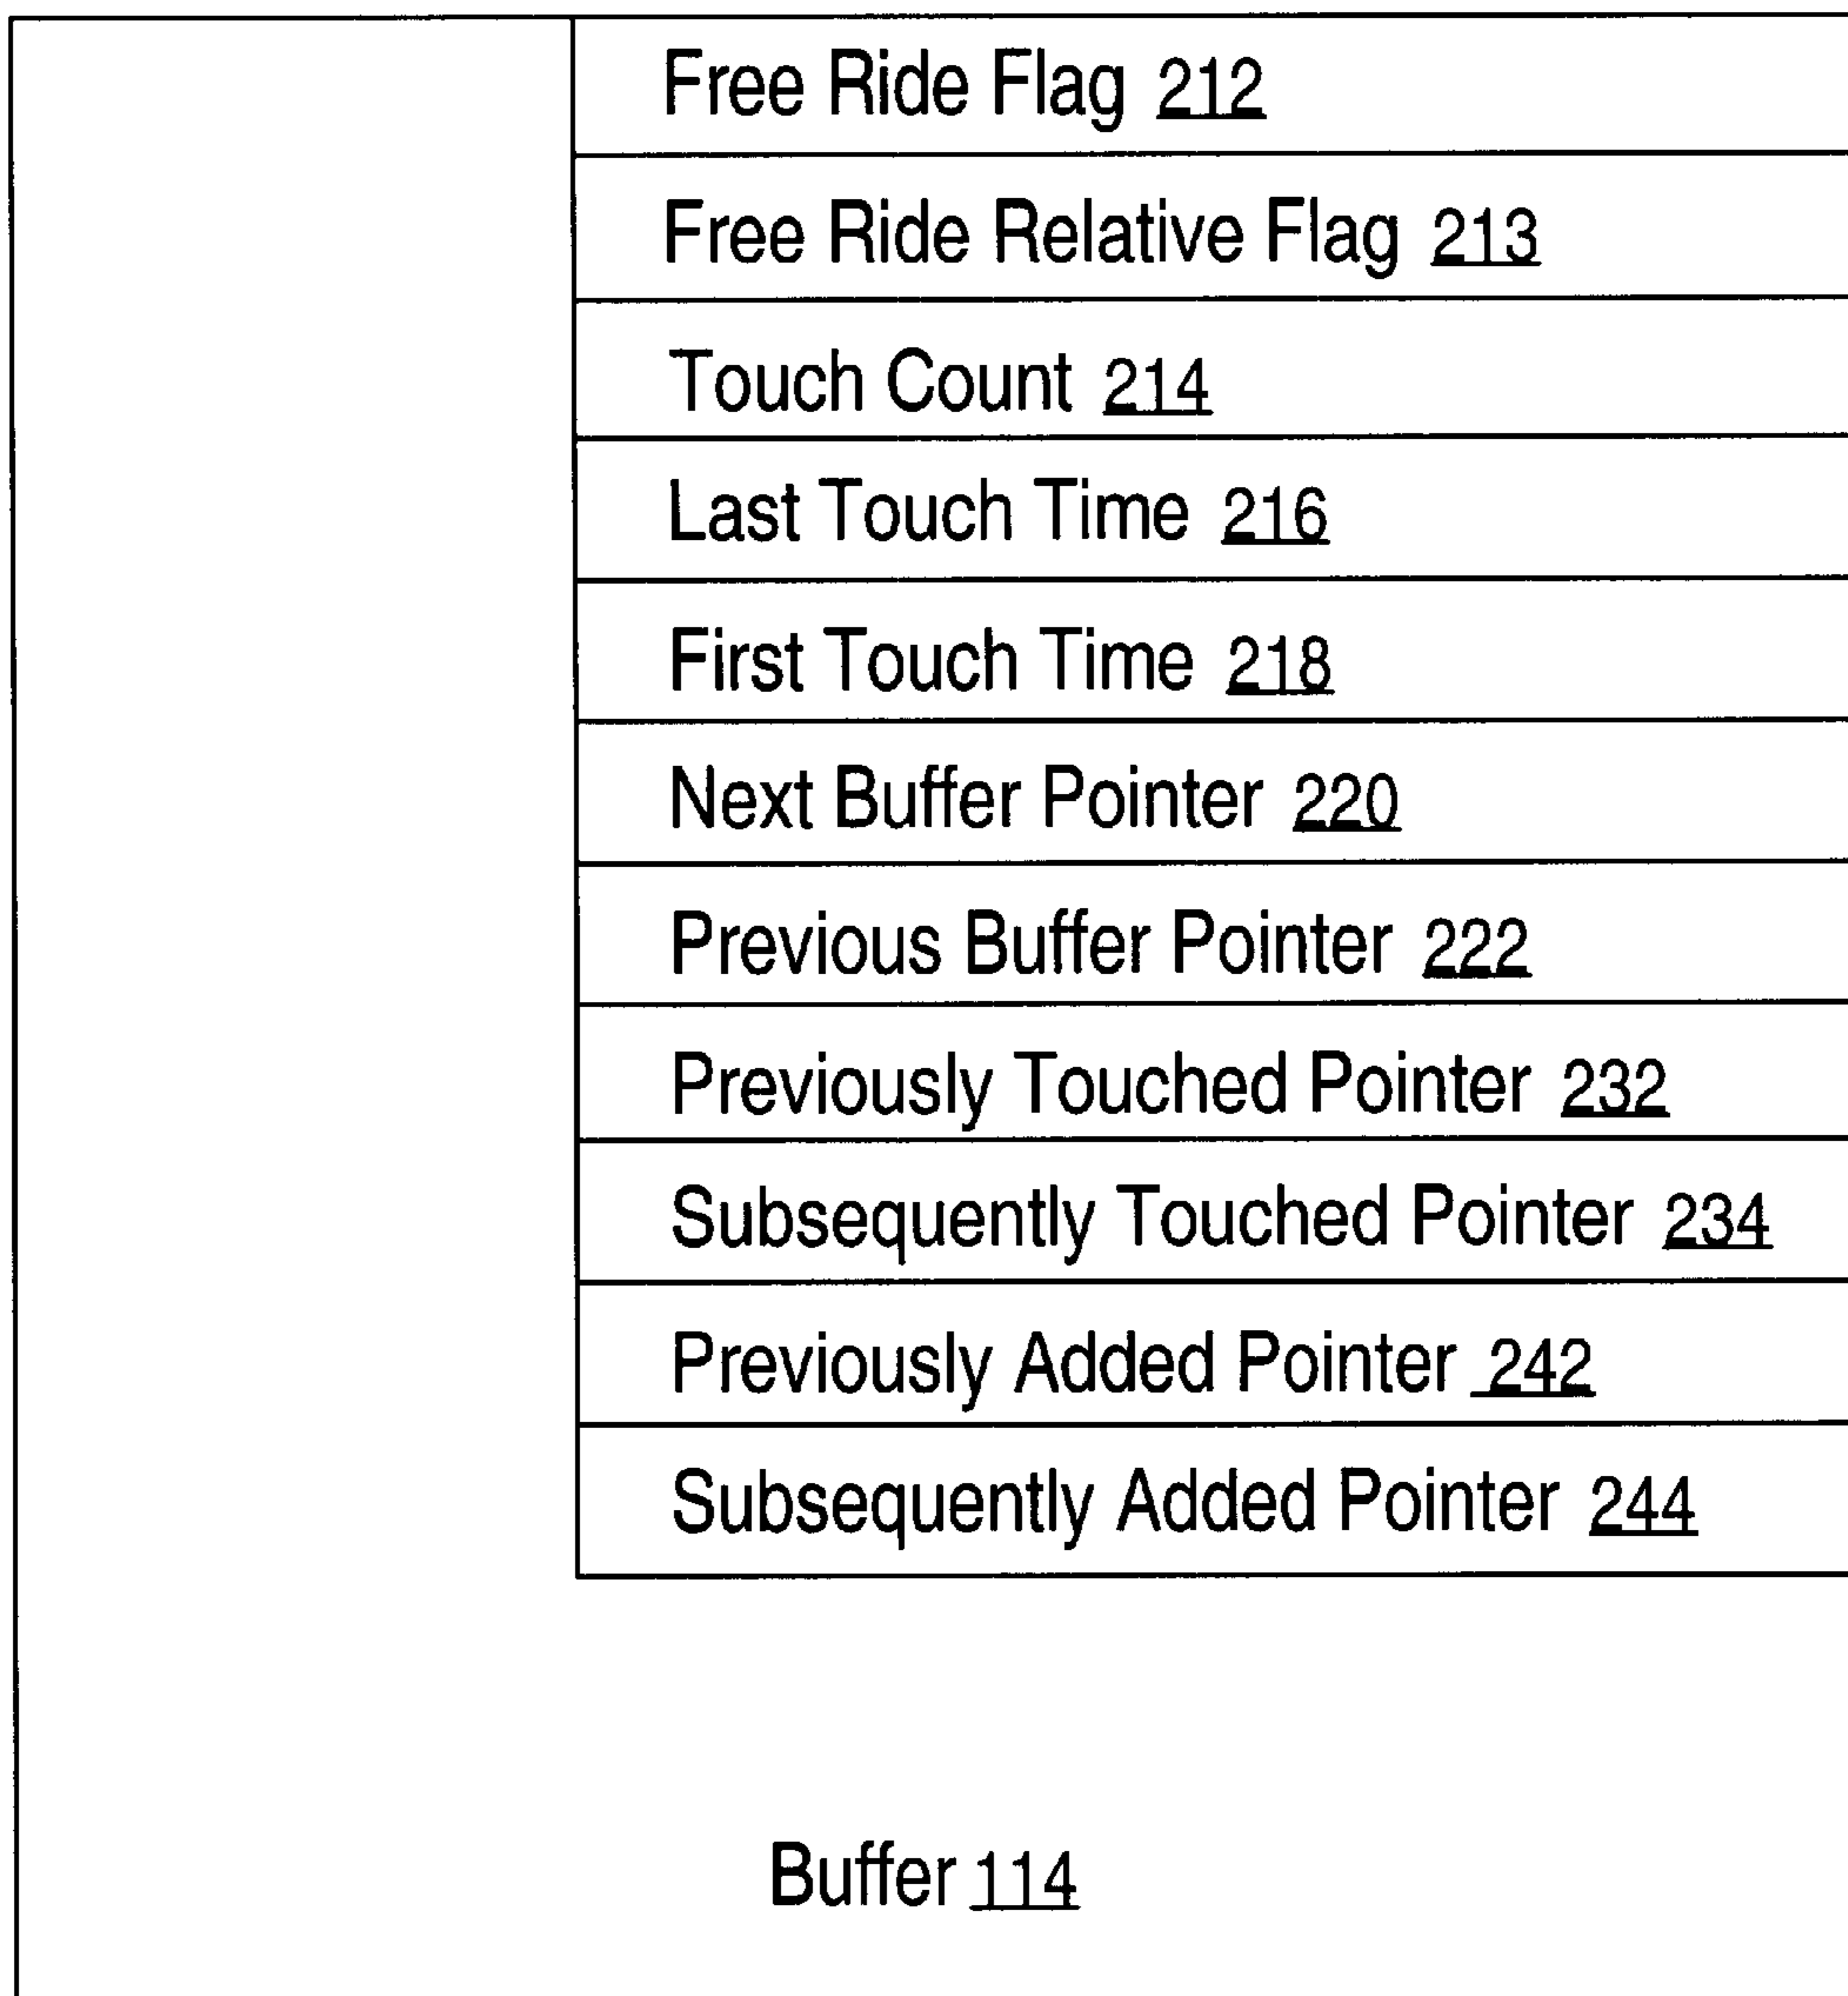 Free Ride Flag 212
Free Ride Relative Flag 213
Touch Count 214
Last Touch Time 216
First Touch Time 218
Next Buffer Pointer 220
Previous Buffer Pointer 222
Previously Touched Pointer 232
Subsequently Touched Pointer 234
Previously Added Pointer 242
Subsequently Added Pointer 244
Buffer 114